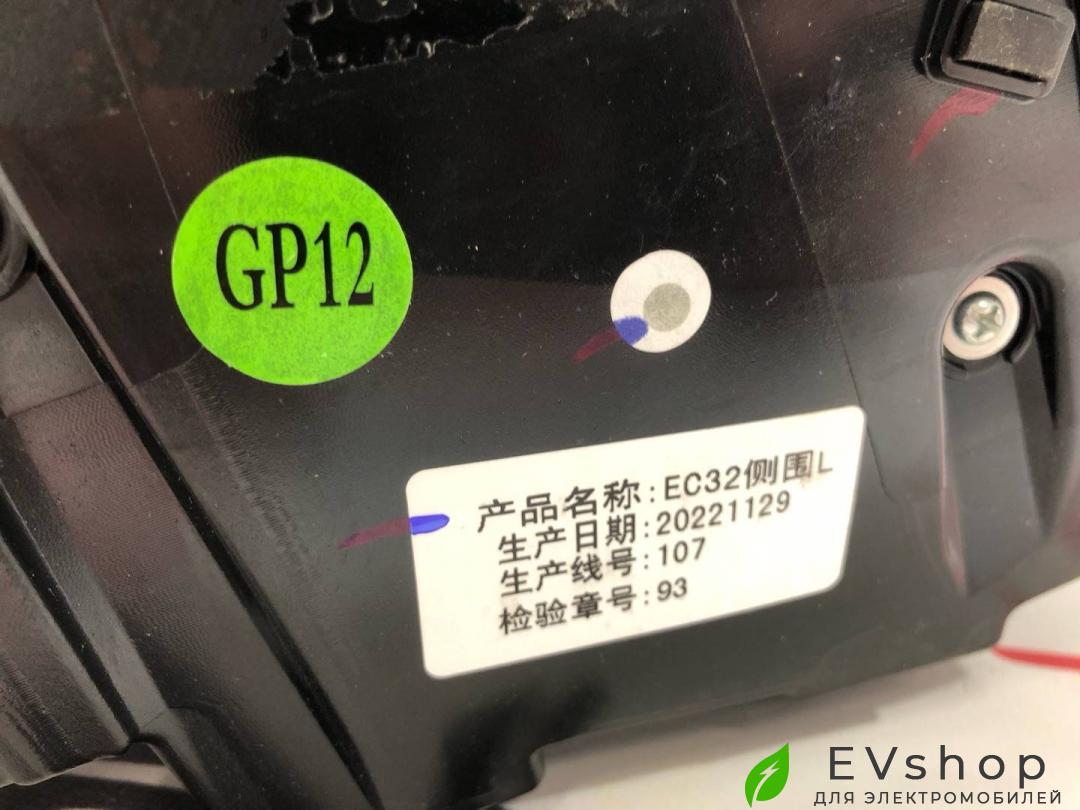 GP12
产品名称:EC32侧围L
生产日期:20221129
生产线号:107
检验章号:93
EVshop
ДЛЯ ЭЛЕКТРОМОБИЛЕЙ